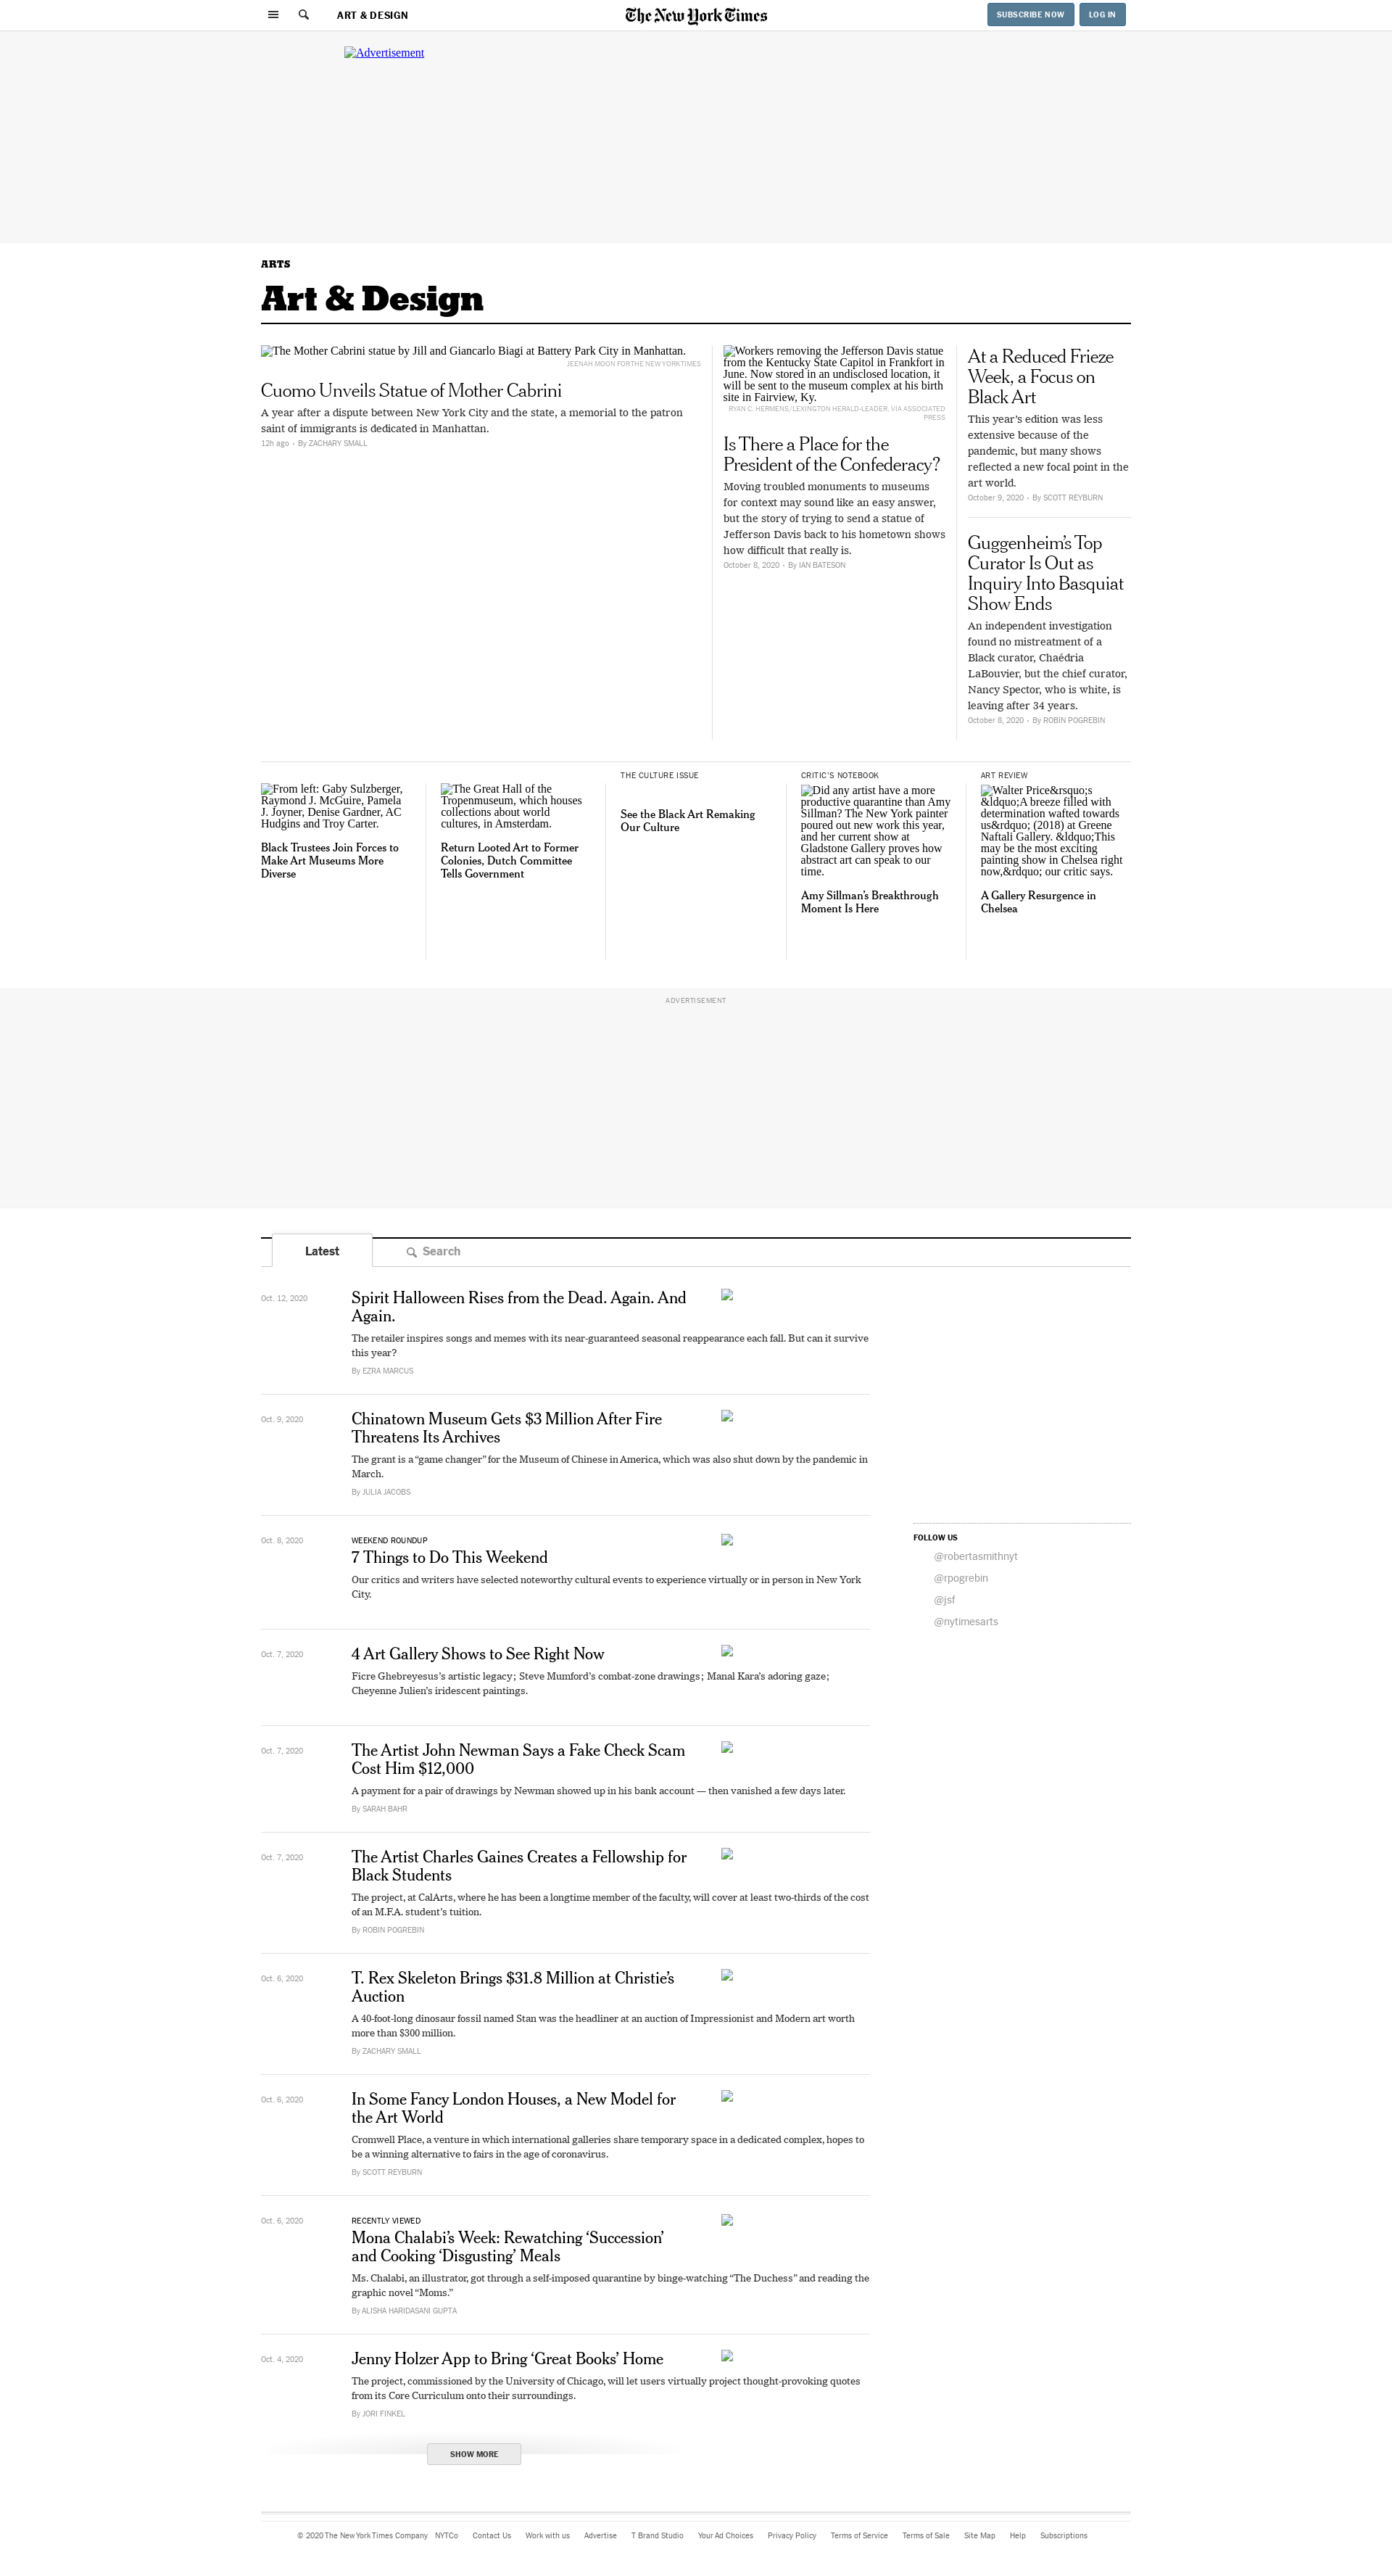 ART & DESIGN
The New York Times
SUBSCRIBE NOW
LOG IN
Advertisement
ARTS
Art & Design
The Mother Cabrini statue by Jill and Giancarlo Biagi at Battery Park City in Manhattan.
JEENAH MOON FOR THE NEW YORK TIMES
Cuomo Unveils Statue of Mother Cabrini
A year after a dispute between New York City and the state, a memorial to the patron
saint of immigrants is dedicated in Manhattan.
12h ago • By ZACHARY SMALL
Workers removing the Jefferson Davis statue
from the Kentucky State Capitol in Frankfort in
June. Now stored in an undisclosed location, it
will be sent to the museum complex at his birth
site in Fairview, Ky.
RYAN C. HERMENS/LEXINGTON HERALD-LEADER, VIA ASSOCIATED
PRESS
Is There a Place for the
President of the Confederacy?
Moving troubled monuments to museums
for context may sound like an easy answer,
but the story of trying to send a statue of
Jefferson Davis back to his hometown shows
how difficult that really is.
October 8, 2020 • By IAN BATESON
At a Reduced Frieze
Week, a Focus on
Black Art
This year’s edition was less
extensive because of the
pandemic, but many shows
reflected a new focal point in the
art world.
October 9, 2020 • By SCOTT REYBURN
Guggenheim’s Top
Curator Is Out as
Inquiry Into Basquiat
Show Ends
An independent investigation
found no mistreatment of a
Black curator, Chaédria
LaBouvier, but the chief curator,
Nancy Spector, who is white, is
leaving after 34 years.
October 8, 2020 • By ROBIN POGREBIN
From left: Gaby Sulzberger,
Raymond J. McGuire, Pamela
J. Joyner, Denise Gardner, AC
Hudgins and Troy Carter.
Black Trustees Join Forces to
Make Art Museums More
Diverse
The Great Hall of the
Tropenmuseum, which houses
collections about world
cultures, in Amsterdam.
Return Looted Art to Former
Colonies, Dutch Committee
Tells Government
THE CULTURE ISSUE
See the Black Art Remaking
Our Culture
CRITIC’S NOTEBOOK
Did any artist have a more
productive quarantine than Amy
Sillman? The New York painter
poured out new work this year,
and her current show at
Gladstone Gallery proves how
abstract art can speak to our
time.
Amy Sillman’s Breakthrough
Moment Is Here
ART REVIEW
Walter Price&rsquo;s
&ldquo;A breeze filled with
determination wafted towards
us&rdquo; (2018) at Greene
Naftali Gallery. &ldquo;This
may be the most exciting
painting show in Chelsea right
now,&rdquo; our critic says.
A Gallery Resurgence in
Chelsea
ADVERTISEMENT
Latest
Search
Oct. 12, 2020
Spirit Halloween Rises from the Dead. Again. And
Again.
The retailer inspires songs and memes with its near-guaranteed seasonal reappearance each fall. But can it survive
this year?
By EZRA MARCUS
Oct. 9, 2020
Chinatown Museum Gets $3 Million After Fire
Threatens Its Archives
The grant is a “game changer” for the Museum of Chinese in America, which was also shut down by the pandemic in
March.
By JULIA JACOBS
Oct. 8, 2020
WEEKEND ROUNDUP
7 Things to Do This Weekend
Our critics and writers have selected noteworthy cultural events to experience virtually or in person in New York
City.
FOLLOW US
@robertasmithnyt
@rpogrebin
@jsf
@nytimesarts
Oct. 7, 2020
4 Art Gallery Shows to See Right Now
Ficre Ghebreyesus’s artistic legacy; Steve Mumford’s combat-zone drawings; Manal Kara’s adoring gaze;
Cheyenne Julien’s iridescent paintings.
Oct. 7, 2020
The Artist John Newman Says a Fake Check Scam
Cost Him $12,000
A payment for a pair of drawings by Newman showed up in his bank account — then vanished a few days later.
By SARAH BAHR
Oct. 7, 2020
The Artist Charles Gaines Creates a Fellowship for
Black Students
The project, at CalArts, where he has been a longtime member of the faculty, will cover at least two-thirds of the cost
of an M.F.A. student’s tuition.
By ROBIN POGREBIN
Oct. 6, 2020
T. Rex Skeleton Brings $31.8 Million at Christie’s
Auction
A 40-foot-long dinosaur fossil named Stan was the headliner at an auction of Impressionist and Modern art worth
more than $300 million.
By ZACHARY SMALL
Oct. 6, 2020
In Some Fancy London Houses, a New Model for
the Art World
Cromwell Place, a venture in which international galleries share temporary space in a dedicated complex, hopes to
be a winning alternative to fairs in the age of coronavirus.
By SCOTT REYBURN
Oct. 6, 2020
RECENTLY VIEWED
Mona Chalabi’s Week: Rewatching ‘Succession’
and Cooking ‘Disgusting’ Meals
Ms. Chalabi, an illustrator, got through a self-imposed quarantine by binge-watching “The Duchess” and reading the
graphic novel “Moms.”
By ALISHA HARIDASANI GUPTA
Oct. 4, 2020
Jenny Holzer App to Bring ‘Great Books’ Home
The project, commissioned by the University of Chicago, will let users virtually project thought-provoking quotes
from its Core Curriculum onto their surroundings.
By JORI FINKEL
SHOW MORE
© 2020 The New York Times Company NYTCo Contact Us Work with us Advertise T Brand Studio Your Ad Choices Privacy Policy Terms of Service Terms of Sale Site Map Help Subscriptions